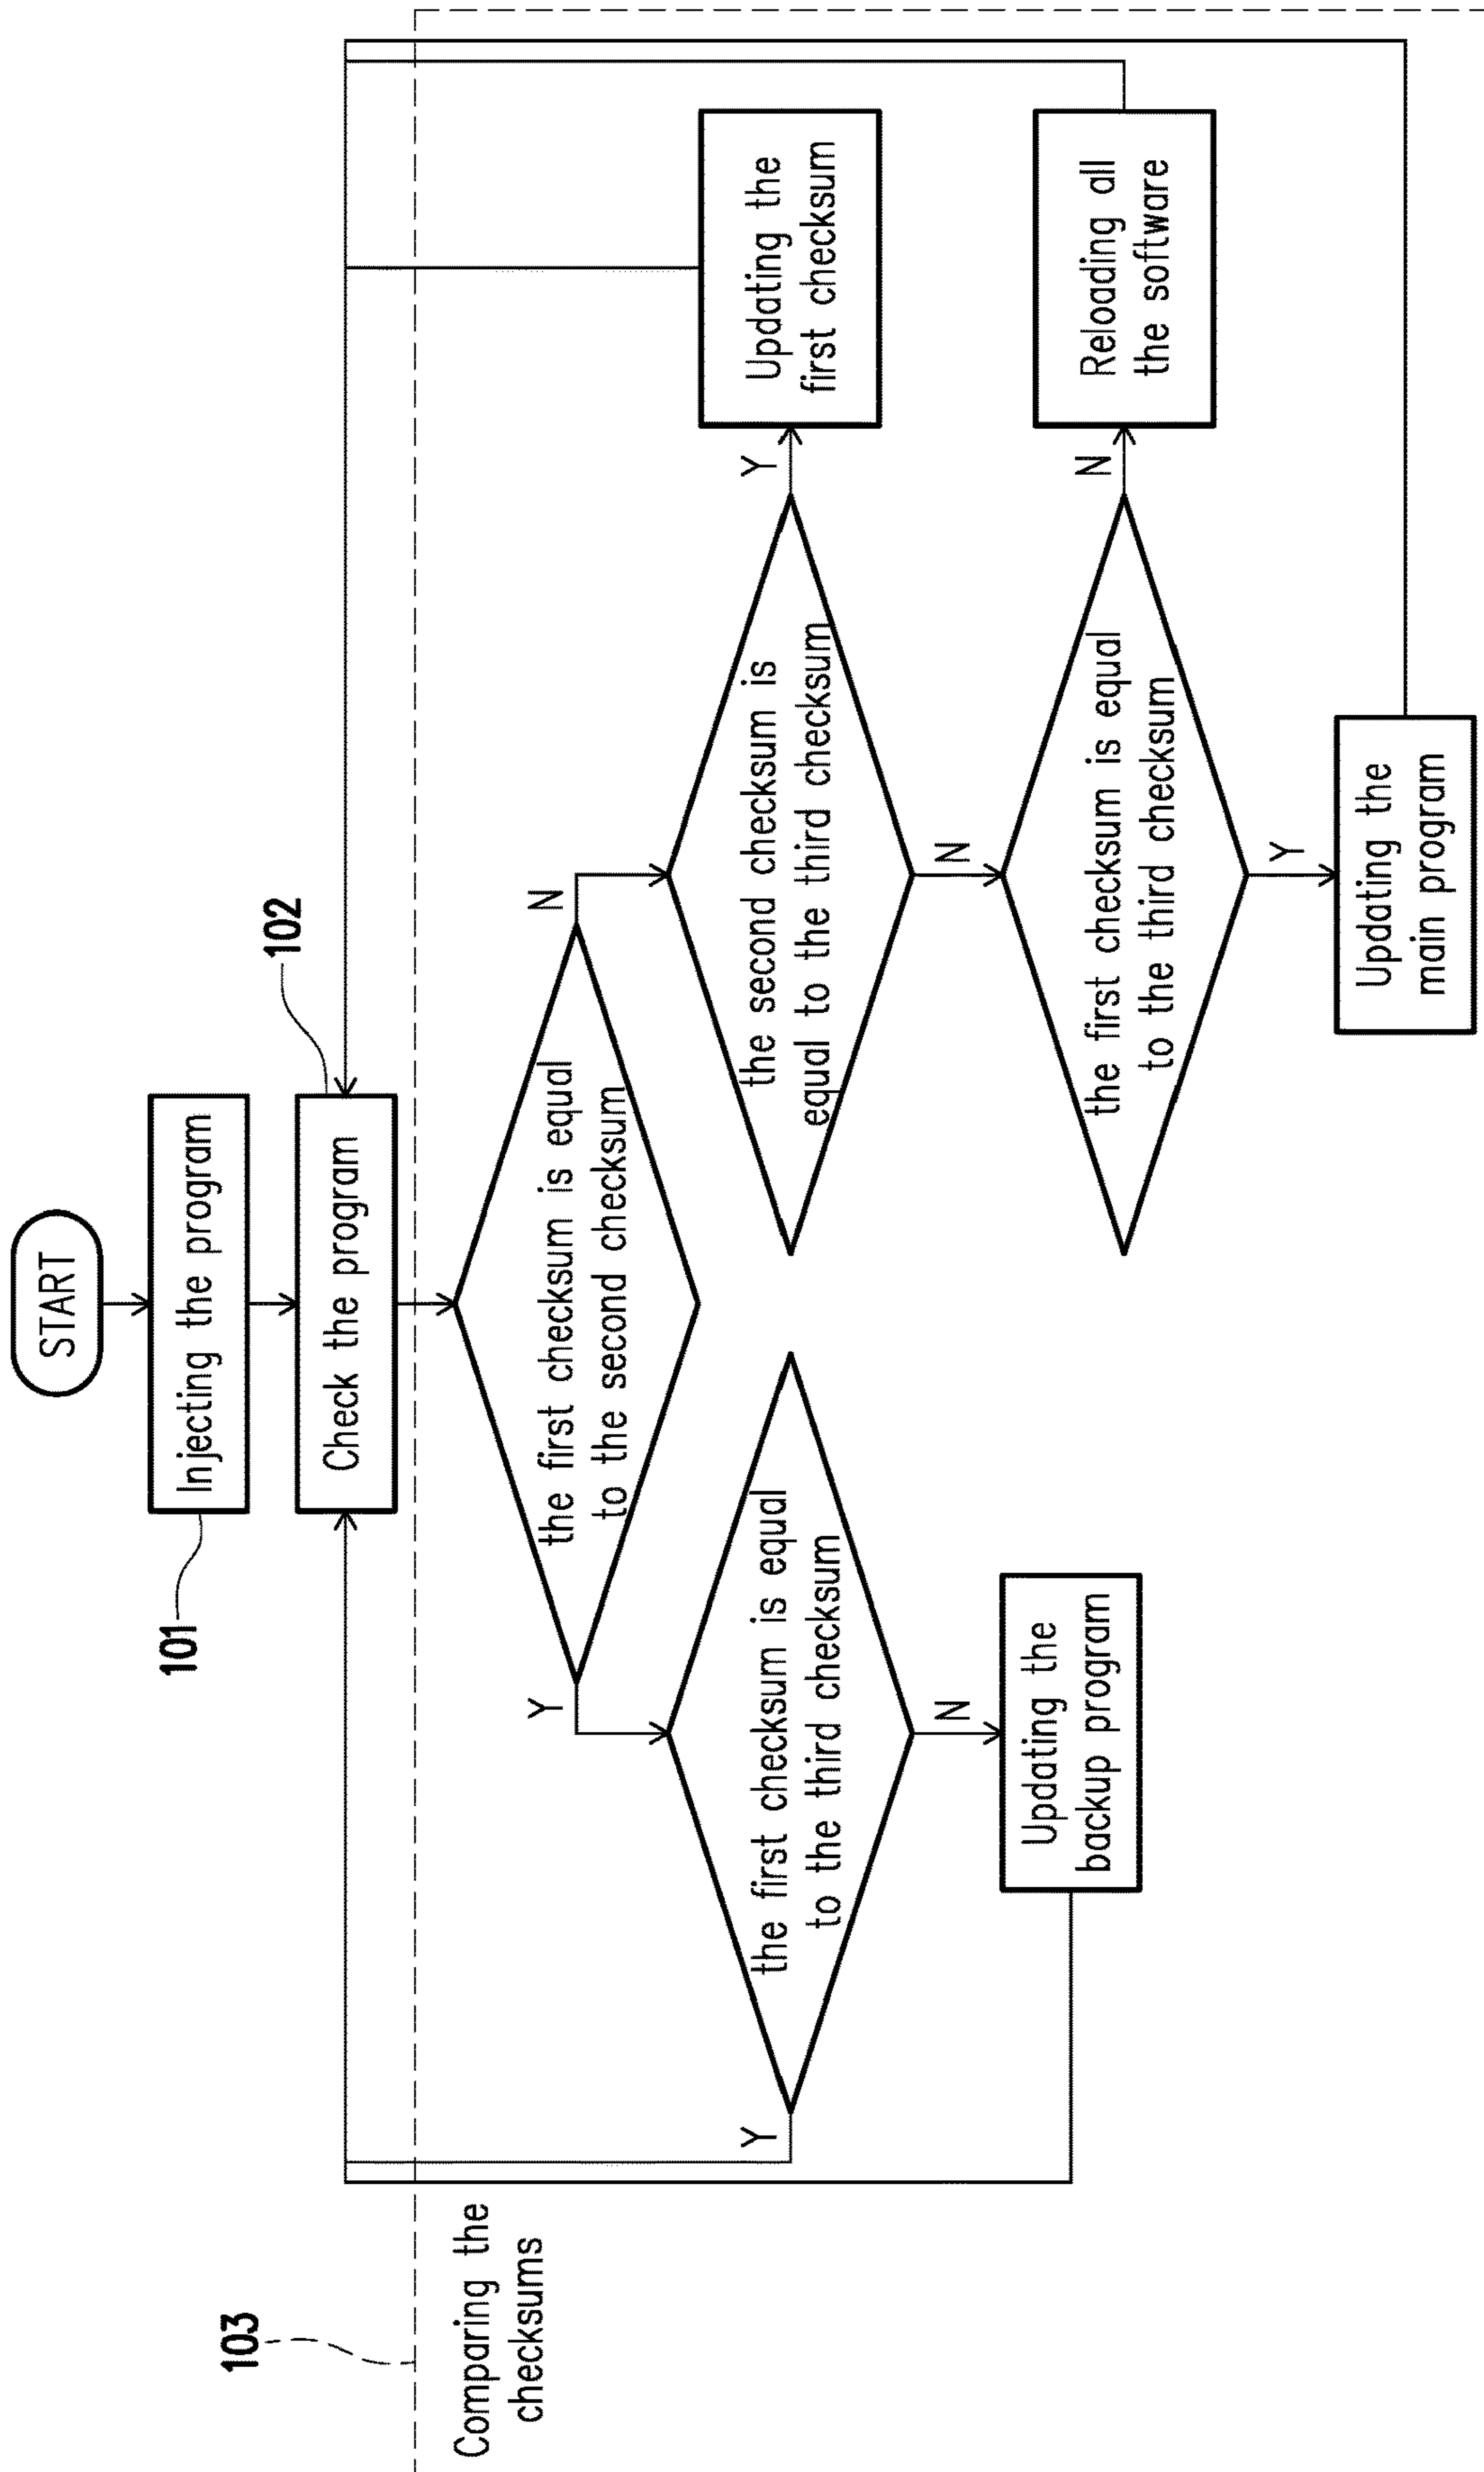 START
101
Injecting the program
102
Check the program
103
Comparing the
checksums
the first checksum is equal
to the second checksum
Y
N
the first checksum is equal
to the third checksum
Y
N
the second checksum is
equal to the third checksum
Y
N
Updating the
first checksum
Updating the
backup program
the first checksum is equal
to the third checksum
N
Y
Reloading all
the software
Updating the
main program